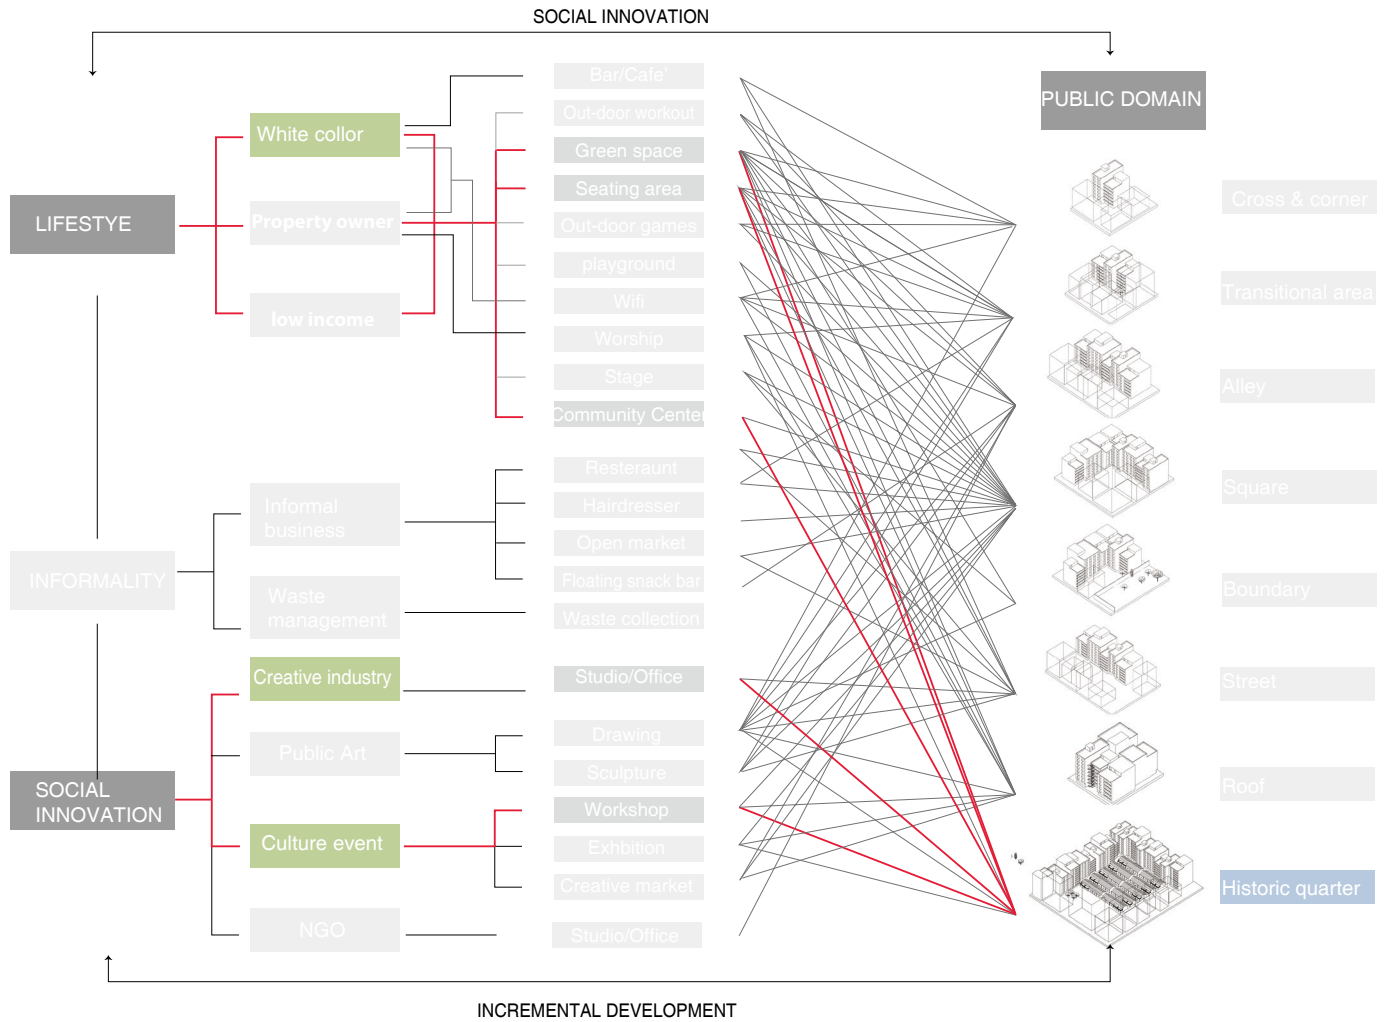 SOCIAL INNOVATION
PUBLIC DOMAIN
LIFESTYE
White collor
Property owner
low income
Bar/Cafe'
Out-door workout
Green space
Seating area
Out-door games
playground
Wifi
Worship
Stage
Community Center
INFORMALITY
Informal
business
Waste
management
Resteraunt
Hairdresser
Open market
Floating snack bar
Waste collection
SOCIAL
INNOVATION
Creative industry
Public Art
Culture event
NGO
Studio/Office
Drawing
Sculpture
Workshop
Exhbition
Creative market
Studio/Office
Cross & corner
Transitional area
Alley
Square
Boundary
Street
Roof
Historic quarter
INCREMENTAL DEVELOPMENT